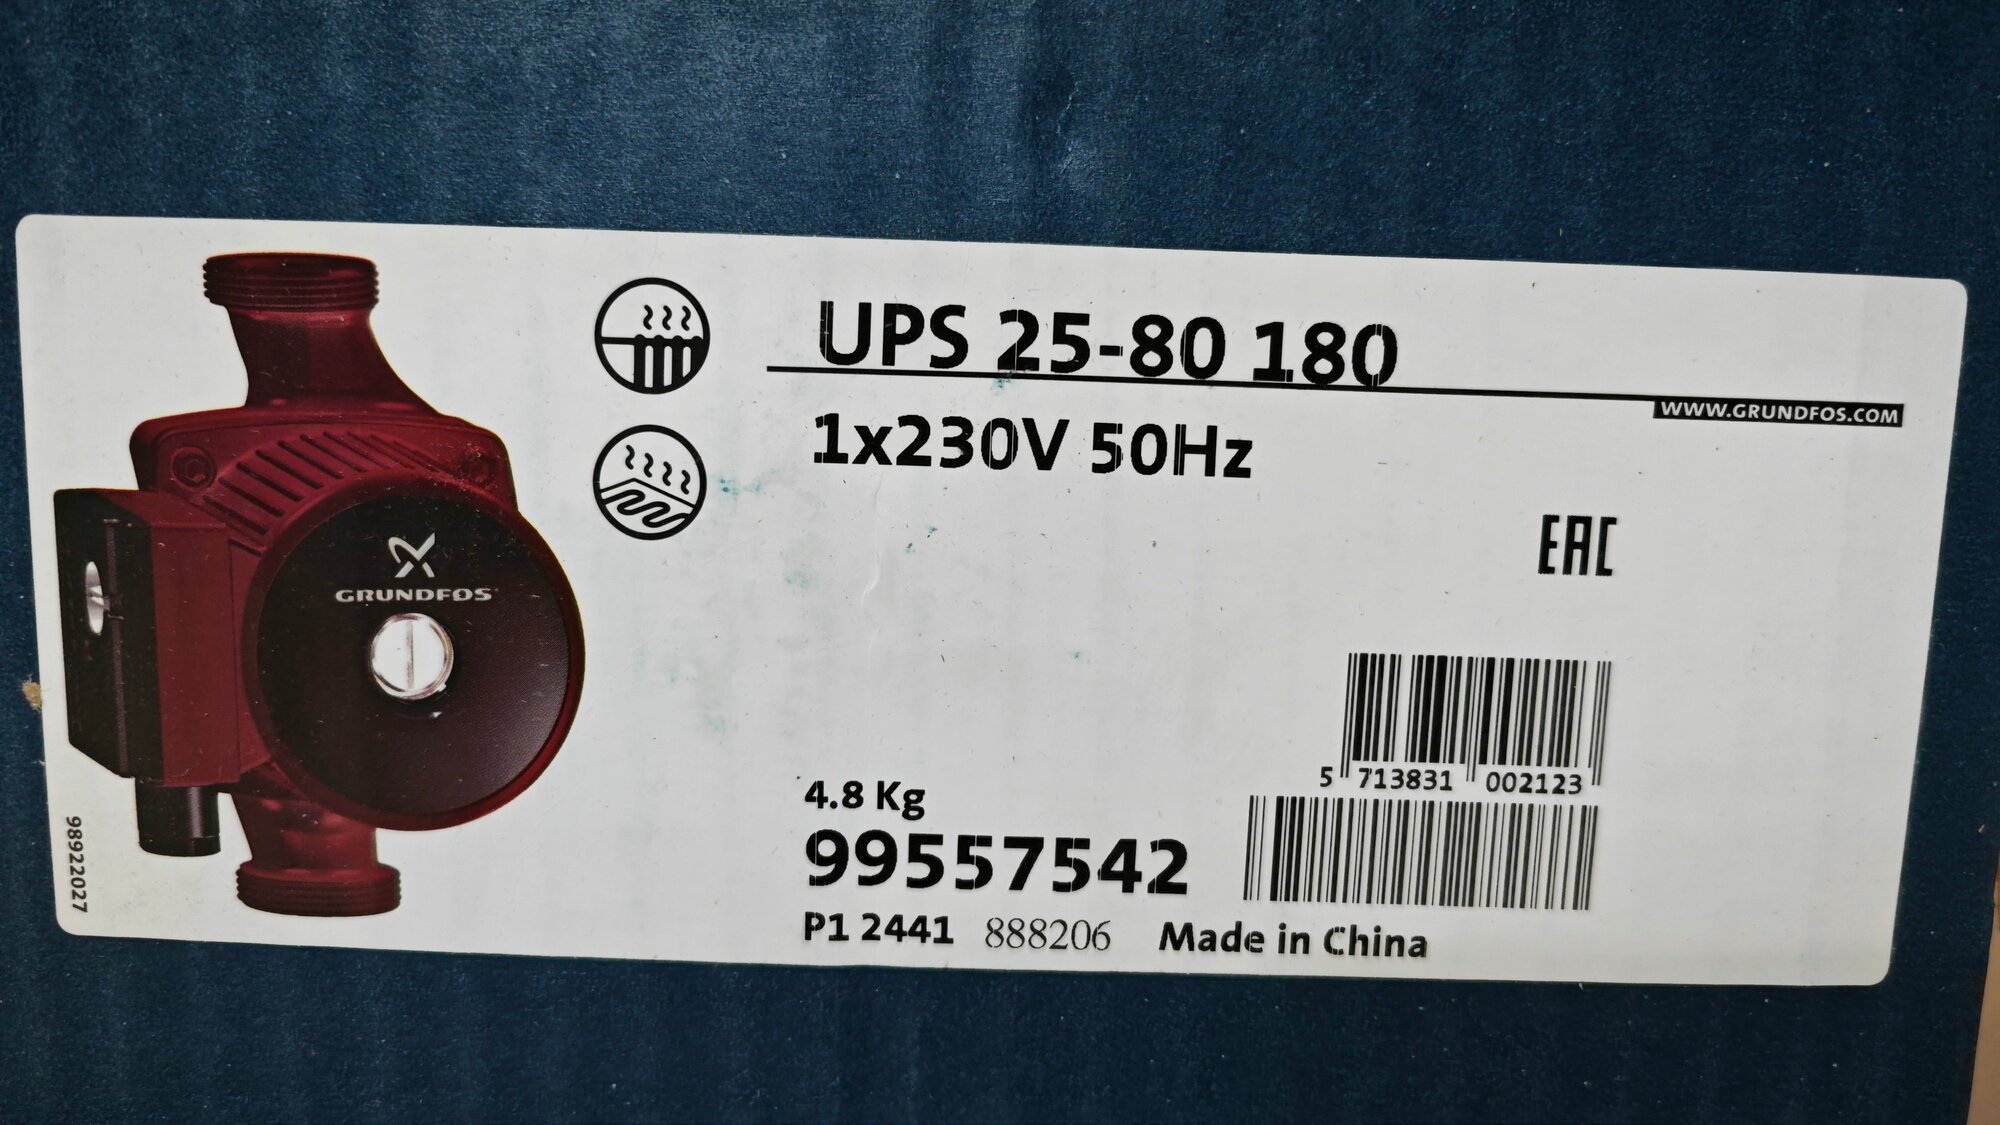 UPS 25-80 180
WWW.GRUNDFOS.COM
1x230V 50Hz
GRUNDFOS
EAC
5 713831 002123
4.8 Kg
99557542
P1 2441 888206 Made in China
98922027